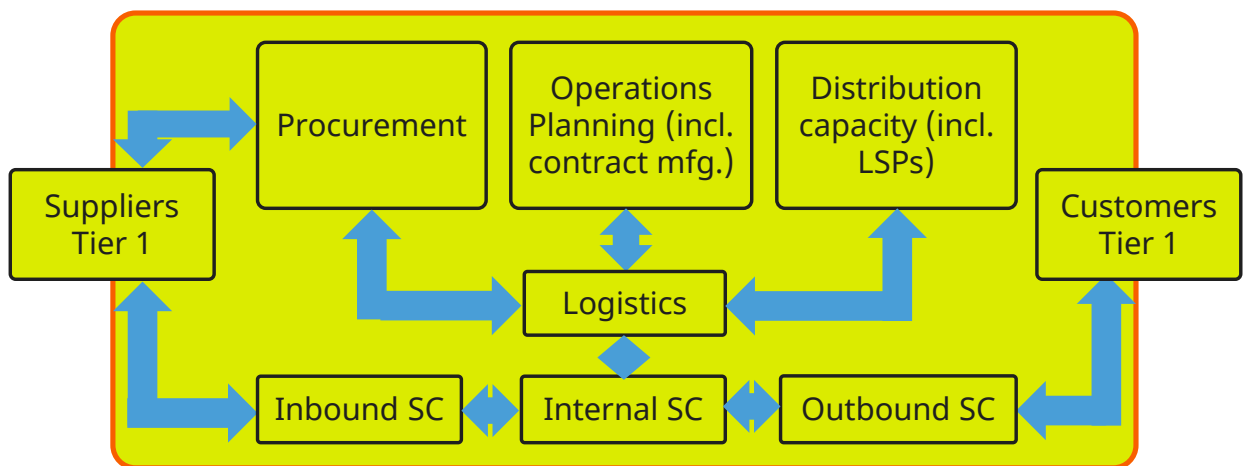 Procurement
Operations
Planning (incl.
contract mfg.)
Distribution
capacity (incl.
LSPs)
Suppliers
Tier 1
Customers
Tier 1
Logistics
Inbound SC
Internal SC
Outbound SC